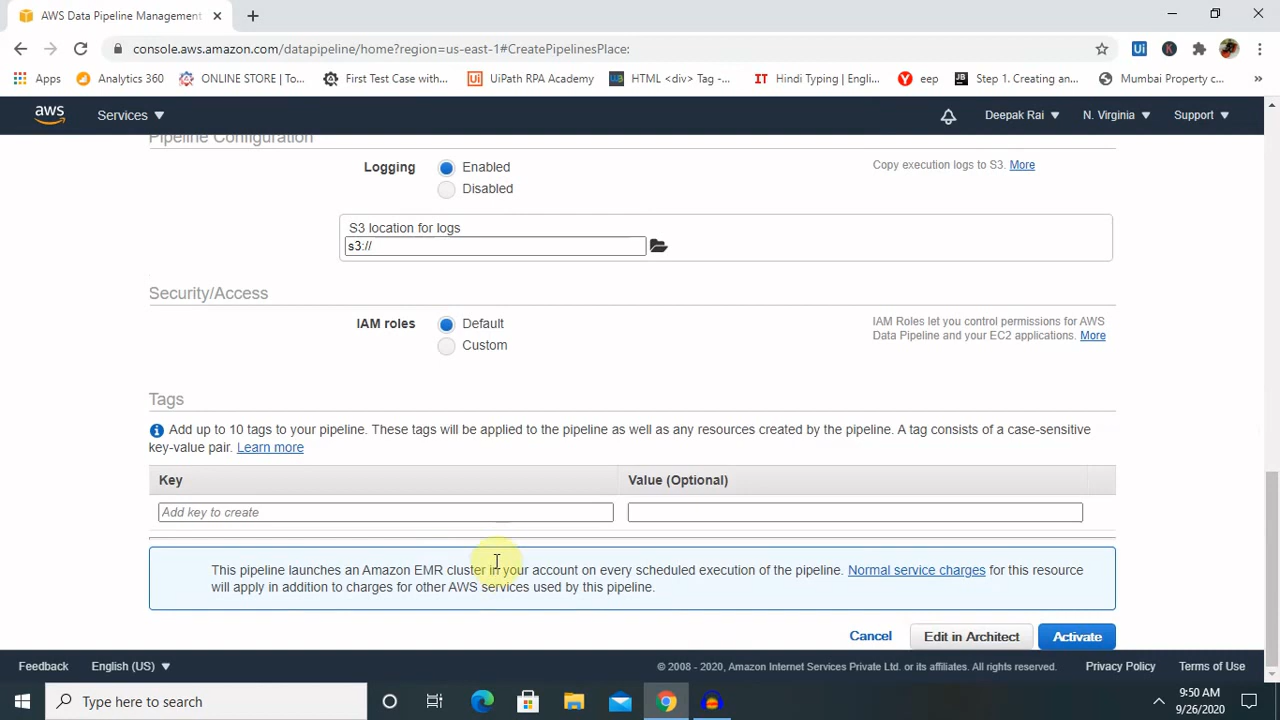 AWS Data Pipeline Management
console.aws.amazon.com/datapipeline/home?region=us-east-1#CreatePipelinesPlace:
Ui
K
Apps
Analytics 360
ONLINE STORE | To...
First Test Case with...
UiPath RPA Academy
HTML <div> Tag -...
IT Hindi Typing | Engli...
eep
Step 1. Creating an...
Mumbai Property c...
aws
Services
Deepak Rai
N. Virginia
Support
Pipeline Configuration
Logging
Enabled
Disabled
Copy execution logs to S3. More
S3 location for logs
s3://
Security/Access
IAM roles
Default
Custom
IAM Roles let you control permissions for AWS
Data Pipeline and your EC2 applications. More
Tags
Add up to 10 tags to your pipeline. These tags will be applied to the pipeline as well as any resources created by the pipeline. A tag consists of a case-sensitive
key-value pair. Learn more
Key
Value (Optional)
Add key to create
This pipeline launches an Amazon EMR cluster in your account on every scheduled execution of the pipeline. Normal service charges for this resource
will apply in addition to charges for other AWS services used by this pipeline.
Cancel
Edit in Architect
Activate
Feedback
English (US)
© 2008 - 2020, Amazon Internet Services Private Ltd. or its affiliates. All rights reserved.
Privacy Policy
Terms of Use
Type here to search
9:50 AM
9/26/2020